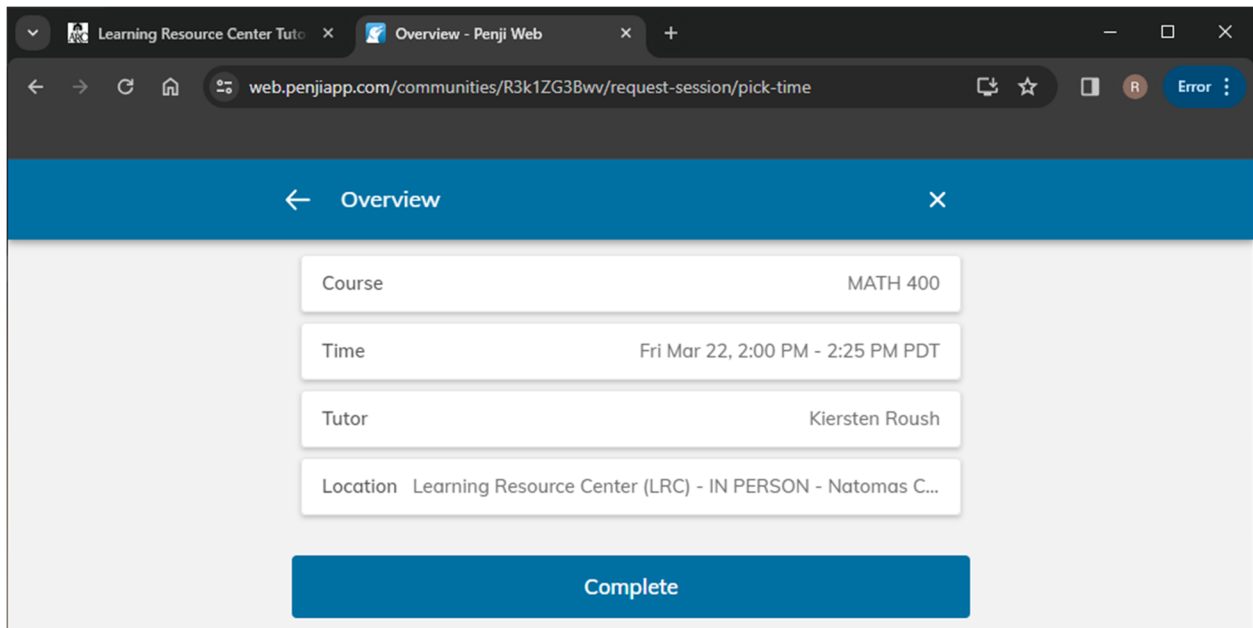 ARC Learning Resource Center Tuto
Overview - Penji Web
web.penjiapp.com/communities/R3k1ZG3Bwv/request-session/pick-time
R
Error
Overview
Course MATH 400
Time Fri Mar 22, 2:00 PM - 2:25 PM PDT
Tutor Kiersten Roush
Location Learning Resource Center (LRC) - IN PERSON - Natomas C...
Complete